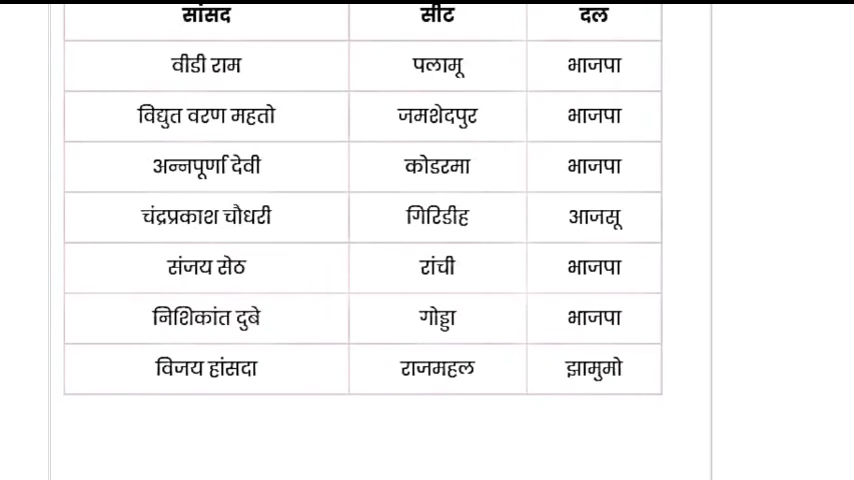 सांसद सीट दल
वीडी राम पलामू भाजपा
विद्युत वरण महतो जमशेदपुर भाजपा
अन्नपूर्णा देवी कोडरमा भाजपा
चंद्रप्रकाश चौधरी गिरिडीह आजसू
संजय सेठ रांची भाजपा
निशिकांत दुबे गोड्डा भाजपा
विजय हांसदा राजमहल झामुमो